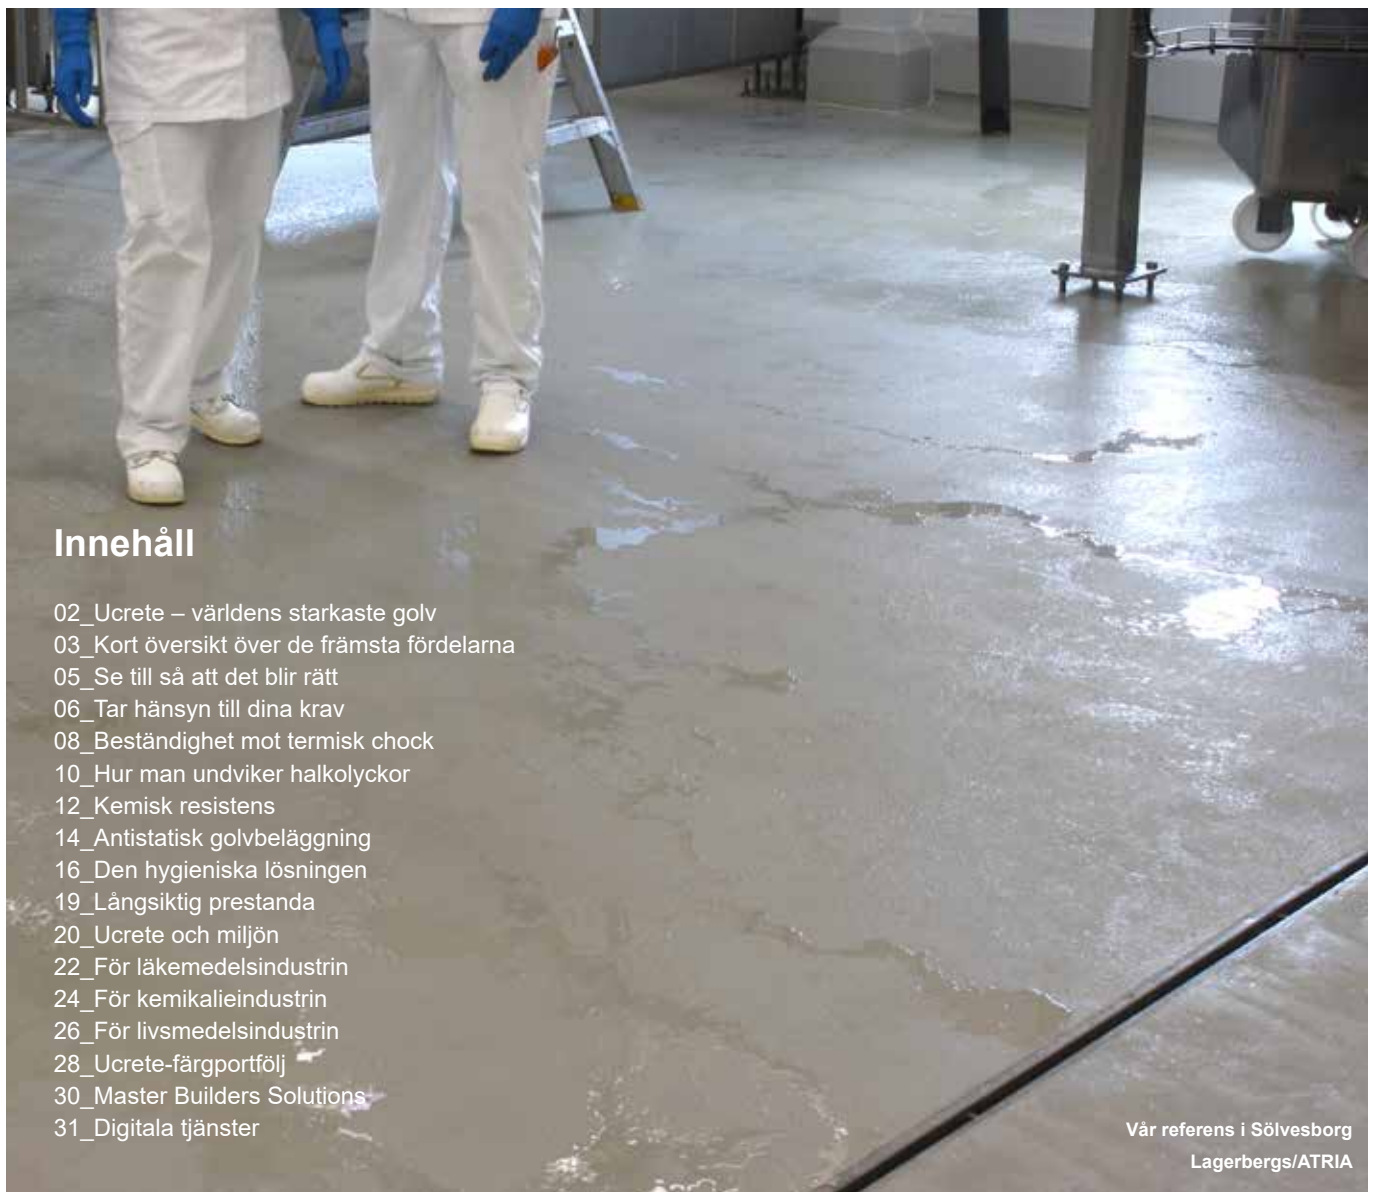 Innehåll
02_Ucrete – världens starkaste golv
03_Kort översikt över de främsta fördelarna
05_Se till så att det blir rätt
06_Tar hänsyn till dina krav
08_Beständighet mot termisk chock
10_Hur man undviker halkolyckor
12_Kemisk resistens
14_Antistatisk golvbeläggning
16_Den hygieniska lösningen
19_Långsiktig prestanda
20_Ucrete och miljön
22_För läkemedelsindustrin
24_För kemikalieindustrin
26_För livsmedelsindustrin
28_Ucrete-färgportfölj
30_Master Builders Solutions
31_Digitala tjänster
Vår referens i Sölvesborg
Lagerbergs/ATRIA